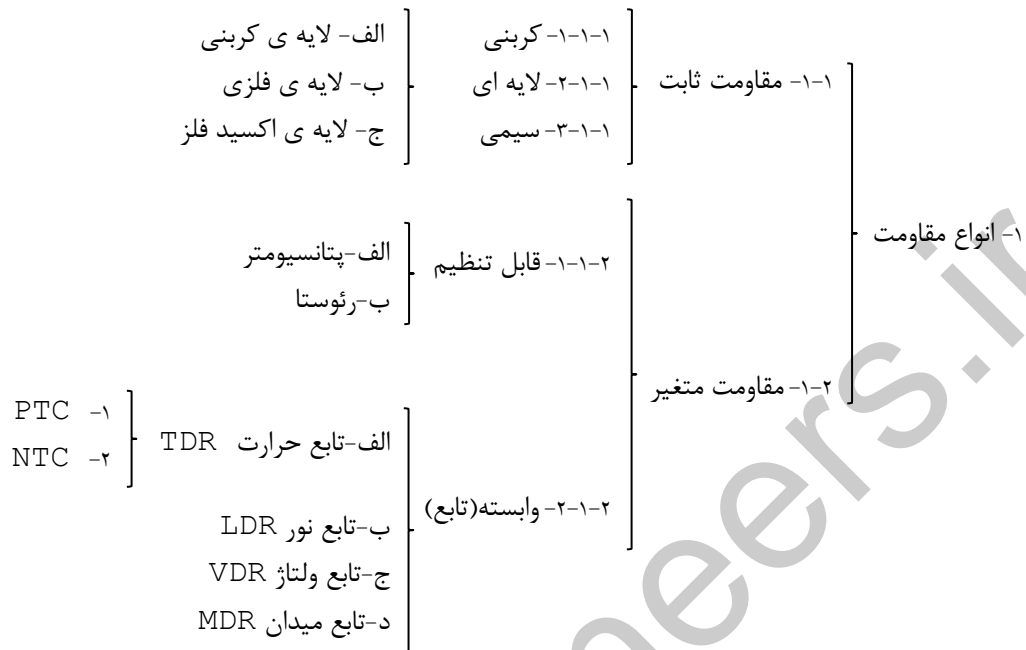 ۱- انواع مقاومت
۱-۱- مقاومت ثابت
۱-۱-۱- کربنی
۲-۱-۱- لایه ای
الف- لایه ی کربنی
ب- لایه ی فلزی
ج- لایه ی اکسید فلز
۳-۱-۱- سیمی
۱-۲- مقاومت متغیر
۱-۱-۲- قابل تنظیم
الف-پتانسیومتر
ب-رئوستا
۲-۱-۲- وابسته(تابع)
الف-تابع حرارت TDR
۱- PTC
۲- NTC
ب-تابع نور LDR
ج-تابع ولتاژ VDR
د-تابع میدان MDR
neers.ir